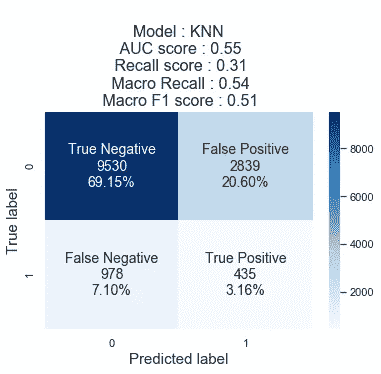 Model : KNN
AUC score : 0.55
Recall score : 0.31
Macro Recall : 0.54
Macro F1 score : 0.51
True Negative
9530
69.15%
False Positive
2839
20.60%
False Negative
978
7.10%
True Positive
435
3.16%
True label
0
1
0
1
Predicted label
8000
6000
4000
2000